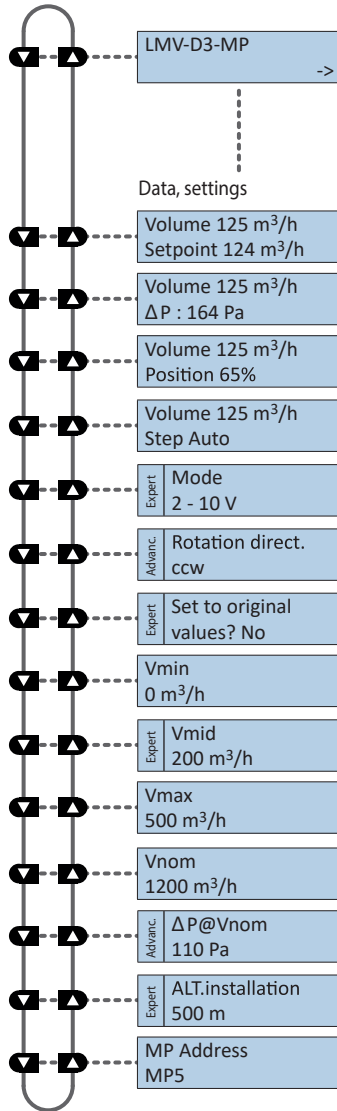 LMV-D3-MP
->
Data, settings
Volume 125 m³/h
Setpoint 124 m³/h
Volume 125 m³/h
ΔP : 164 Pa
Volume 125 m³/h
Position 65%
Volume 125 m³/h
Step Auto
Expert
Mode
2 - 10 V
Advanc.
Rotation direct.
ccw
Expert
Set to original
values? No
Vmin
0 m³/h
Expert
Vmid
200 m³/h
Vmax
500 m³/h
Vnom
1200 m³/h
Advanc.
ΔP@Vnom
110 Pa
Expert
ALT.installation
500 m
MP Address
MP5